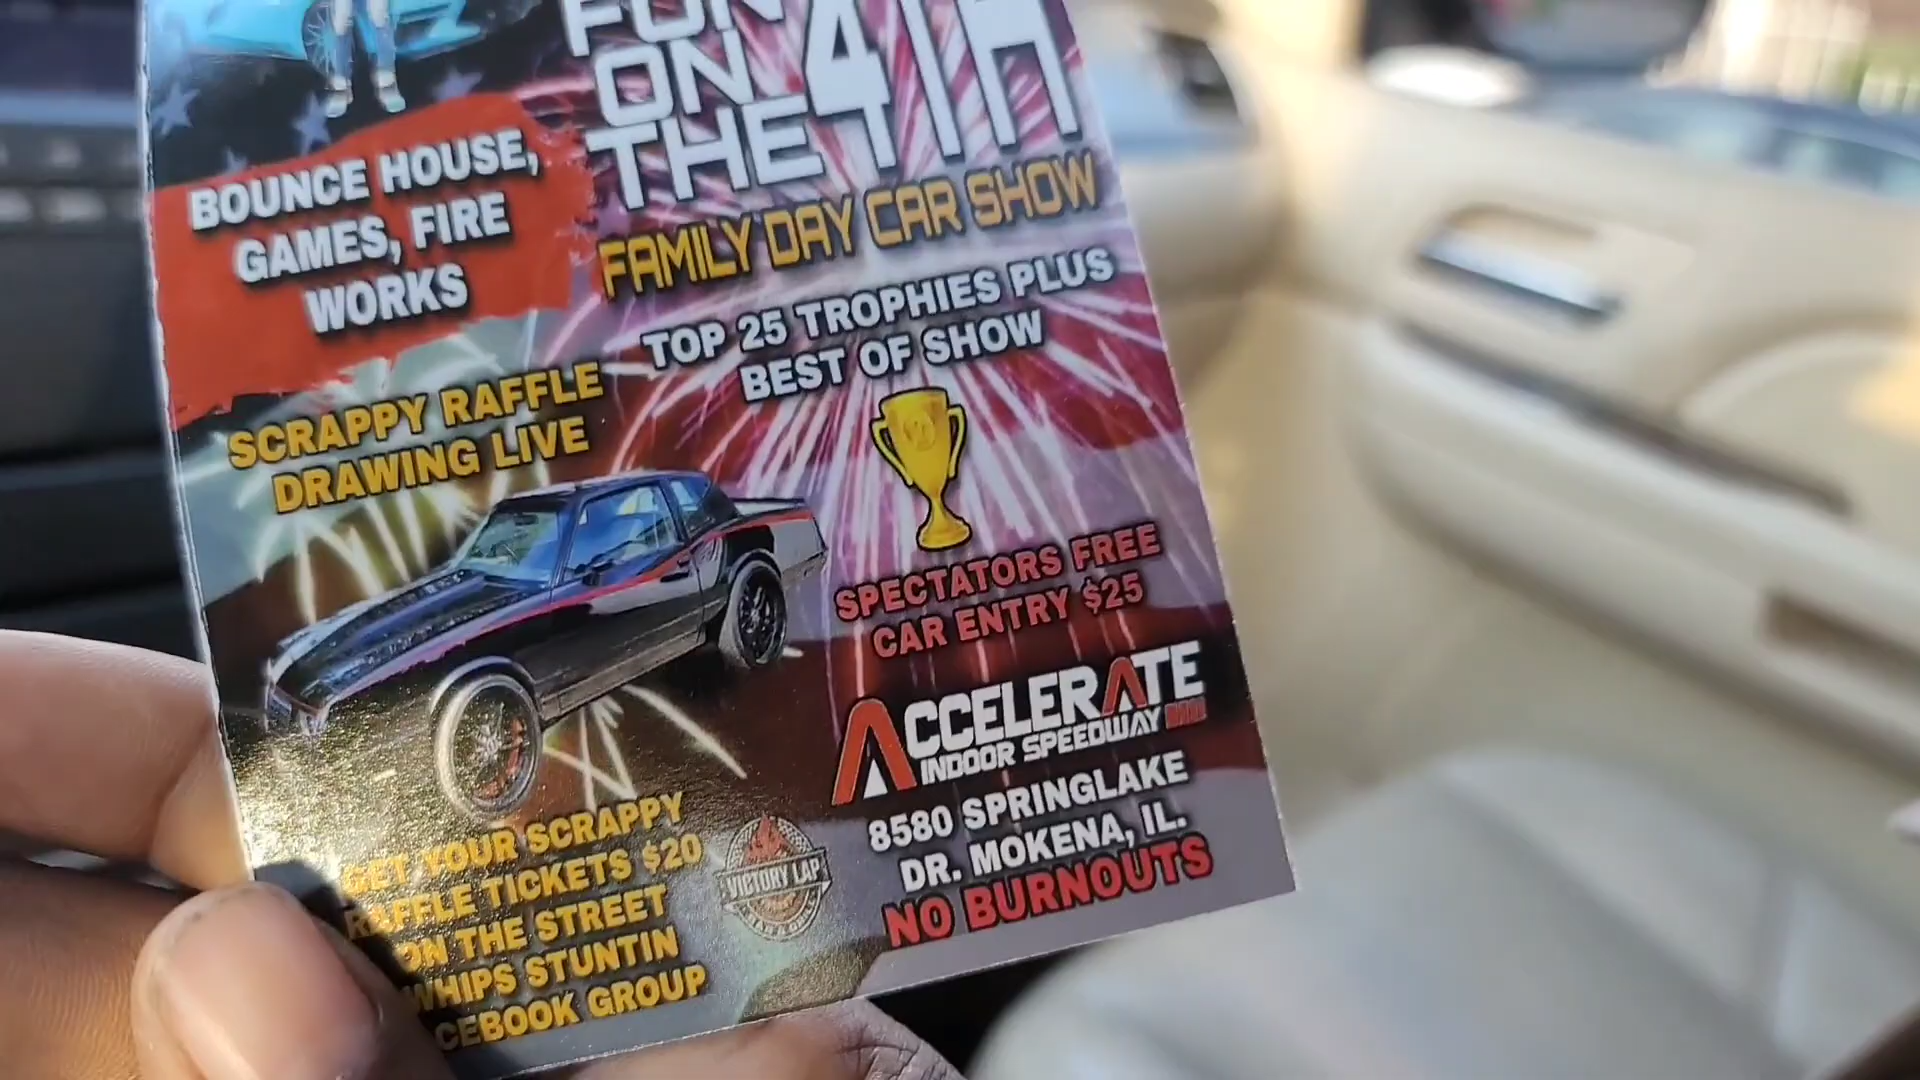 FUN
ON
THE 4TH
FAMILY DAY CAR SHOW
BOUNCE HOUSE,
GAMES, FIRE
WORKS
TOP 25 TROPHIES PLUS
BEST OF SHOW
SCRAPPY RAFFLE
DRAWING LIVE
SPECTATORS FREE
CAR ENTRY $25
ACCELERATE
INDOOR SPEEDWAY
8580 SPRINGLAKE
DR. MOKENA, IL.
NO BURNOUTS
GET YOUR SCRAPPY
RAFFLE TICKETS $20
ON THE STREET
WHIPS STUNTIN
CEBOOK GROUP
VICTORY LAP